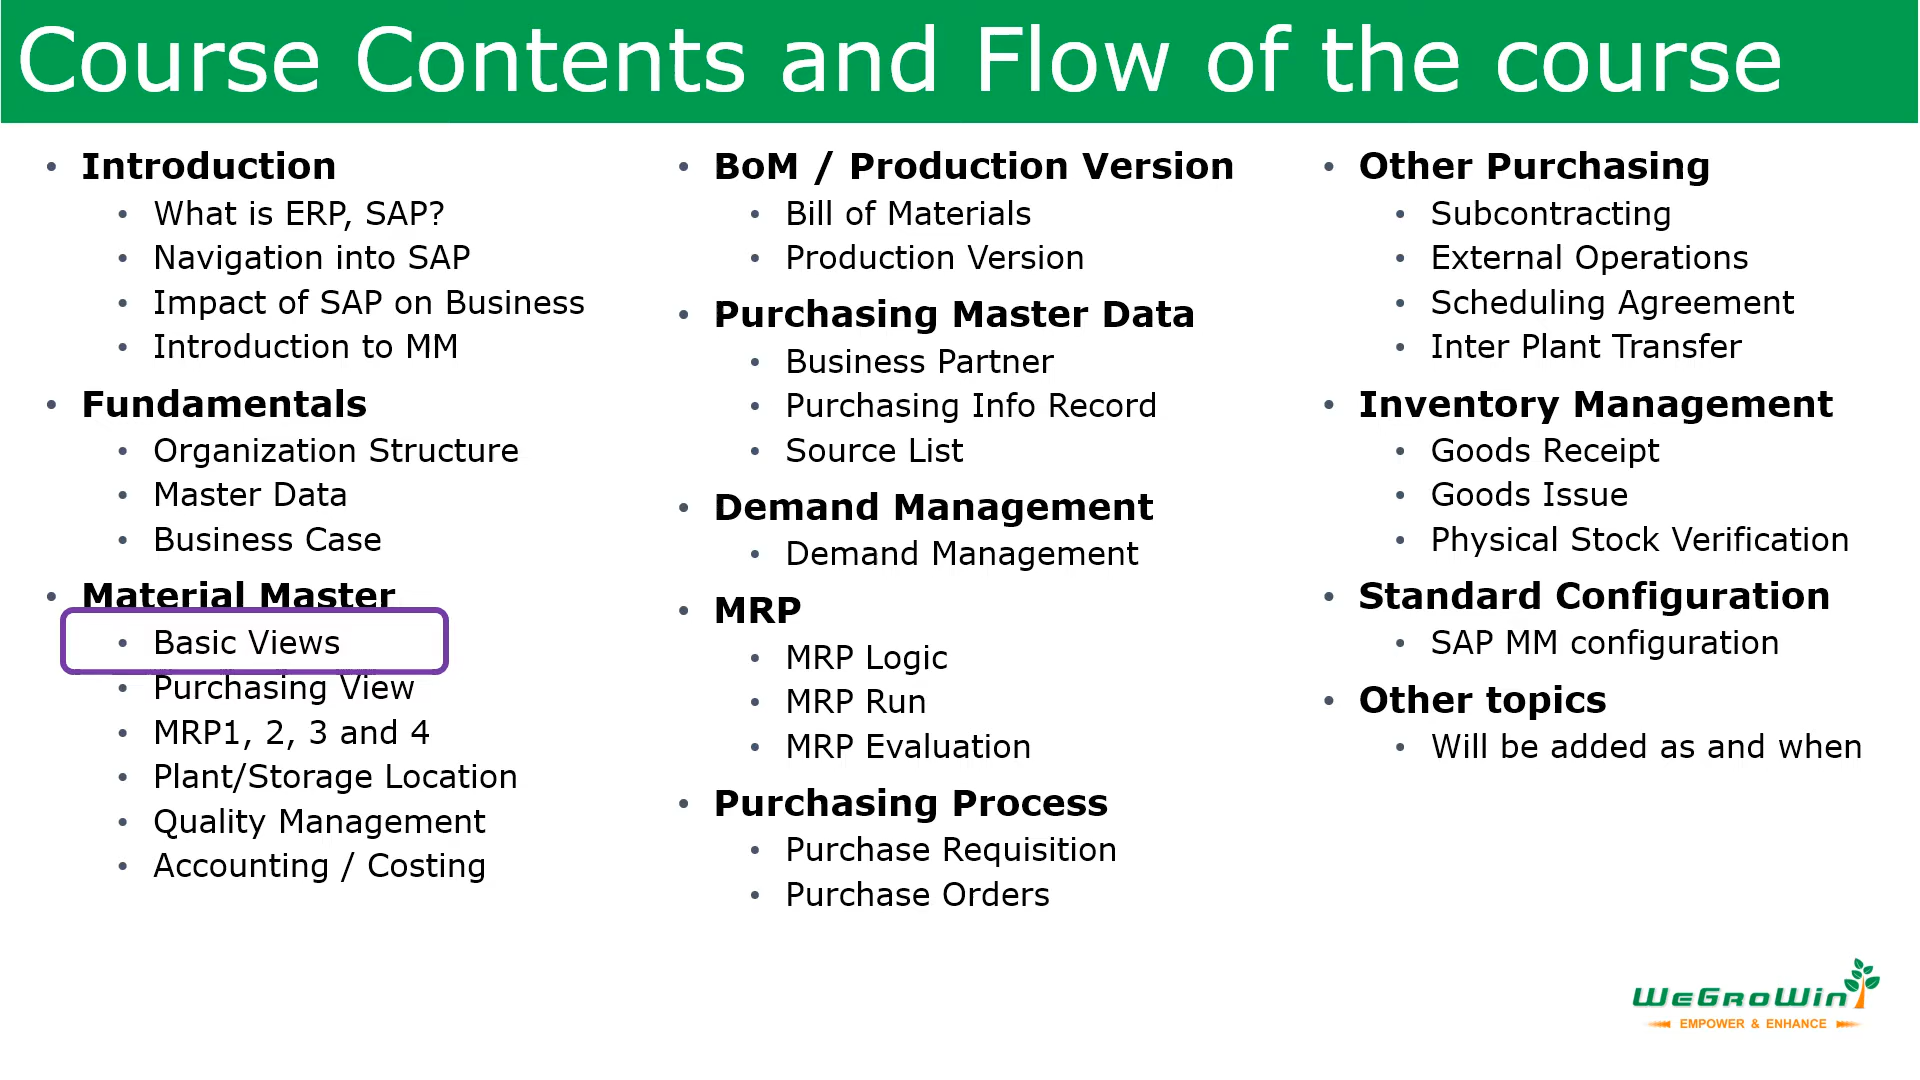 Course Contents and Flow of the course
• Introduction
• What is ERP, SAP?
• Navigation into SAP
• Impact of SAP on Business
• Introduction to MM
• Fundamentals
• Organization Structure
• Master Data
• Business Case
• Material Master
• Basic Views
• Purchasing View
• MRP1, 2, 3 and 4
• Plant/Storage Location
• Quality Management
• Accounting / Costing
• BoM / Production Version
• Bill of Materials
• Production Version
• Purchasing Master Data
• Business Partner
• Purchasing Info Record
• Source List
• Demand Management
• Demand Management
• MRP
• MRP Logic
• MRP Run
• MRP Evaluation
• Purchasing Process
• Purchase Requisition
• Purchase Orders
• Other Purchasing
• Subcontracting
• External Operations
• Scheduling Agreement
• Inter Plant Transfer
• Inventory Management
• Goods Receipt
• Goods Issue
• Physical Stock Verification
• Standard Configuration
• SAP MM configuration
• Other topics
• Will be added as and when
WeGroWin
EMPOWER & ENHANCE